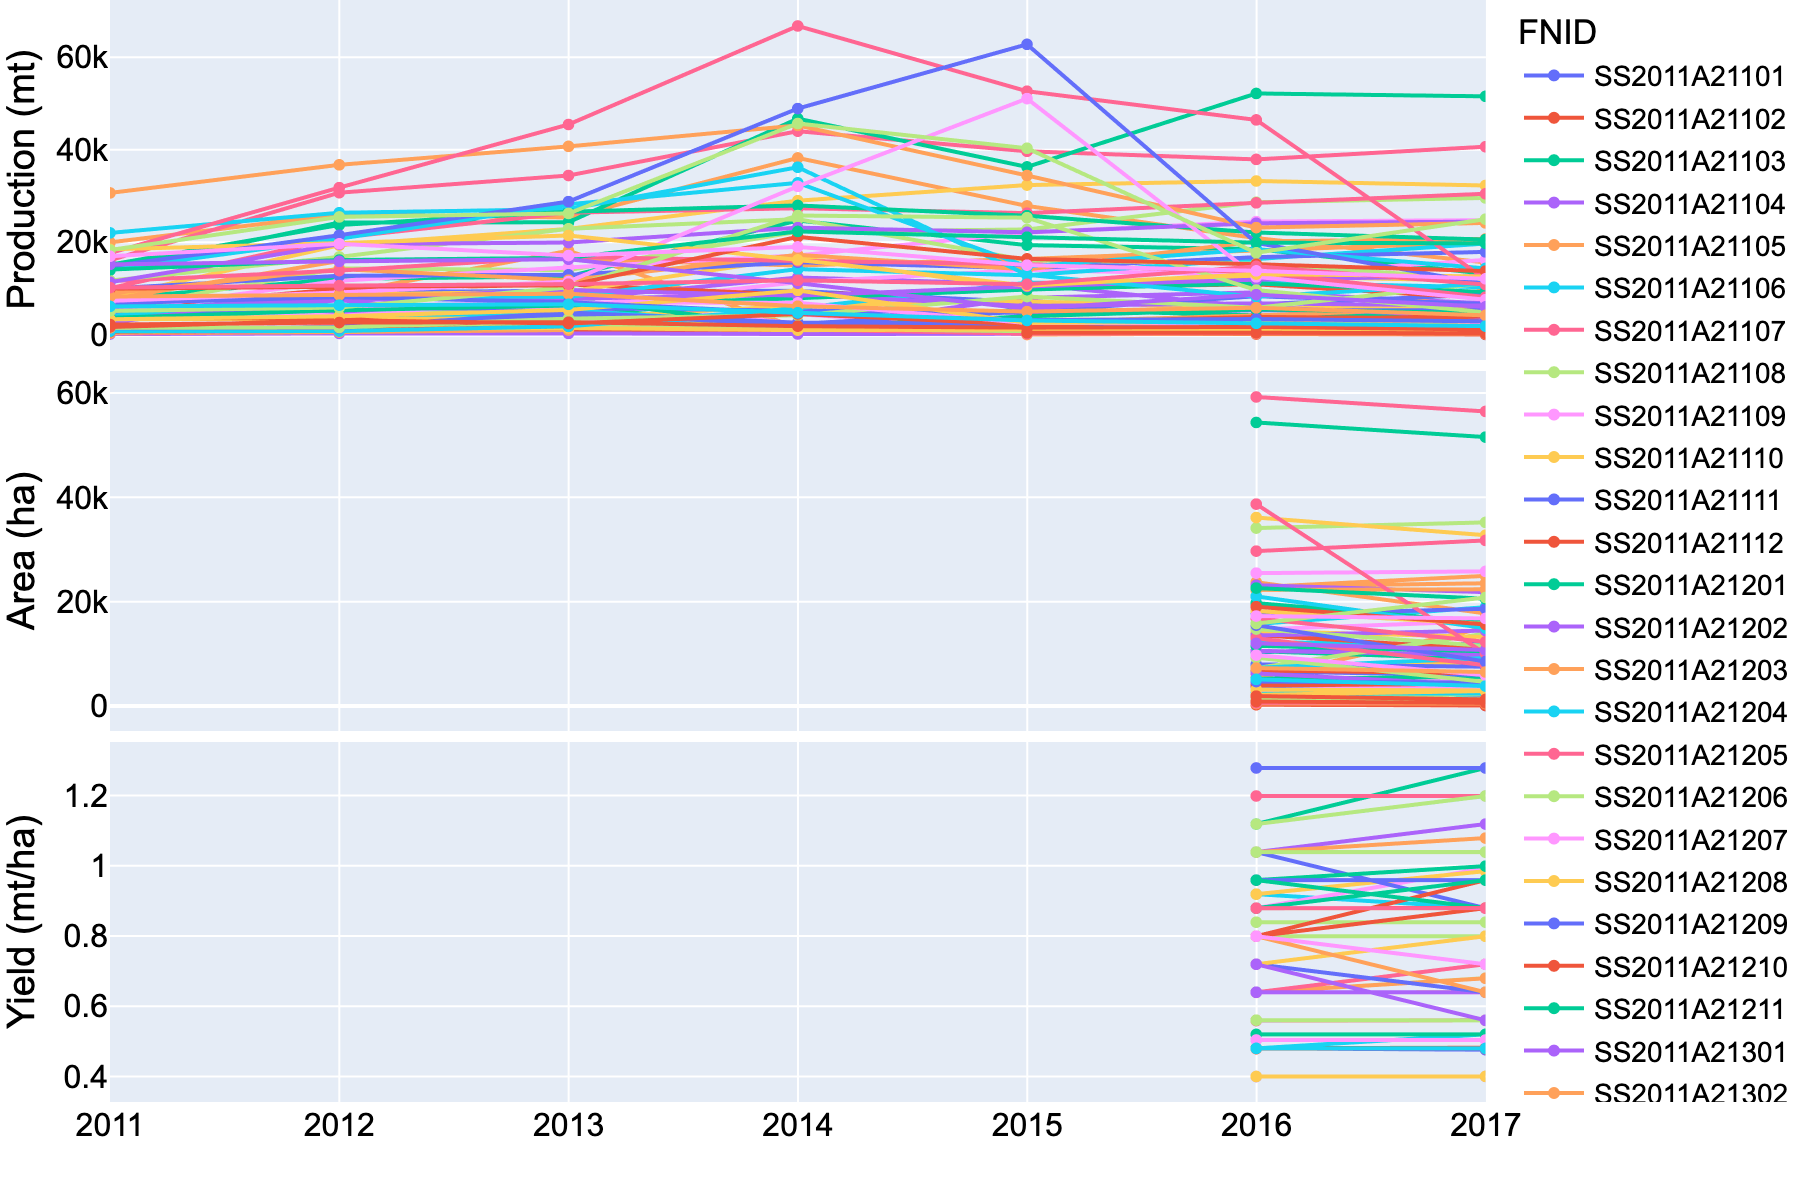 Production (mt)
60k
40k
20k
0
Area (ha)
60k
40k
20k
0
Yield (mt/ha)
1.2
1
0.8
0.6
0.4
2011
2012
2013
2014
2015
2016
2017
FNID
SS2011A21101
SS2011A21102
SS2011A21103
SS2011A21104
SS2011A21105
SS2011A21106
SS2011A21107
SS2011A21108
SS2011A21109
SS2011A21110
SS2011A21111
SS2011A21112
SS2011A21201
SS2011A21202
SS2011A21203
SS2011A21204
SS2011A21205
SS2011A21206
SS2011A21207
SS2011A21208
SS2011A21209
SS2011A21210
SS2011A21211
SS2011A21301
SS2011A21302